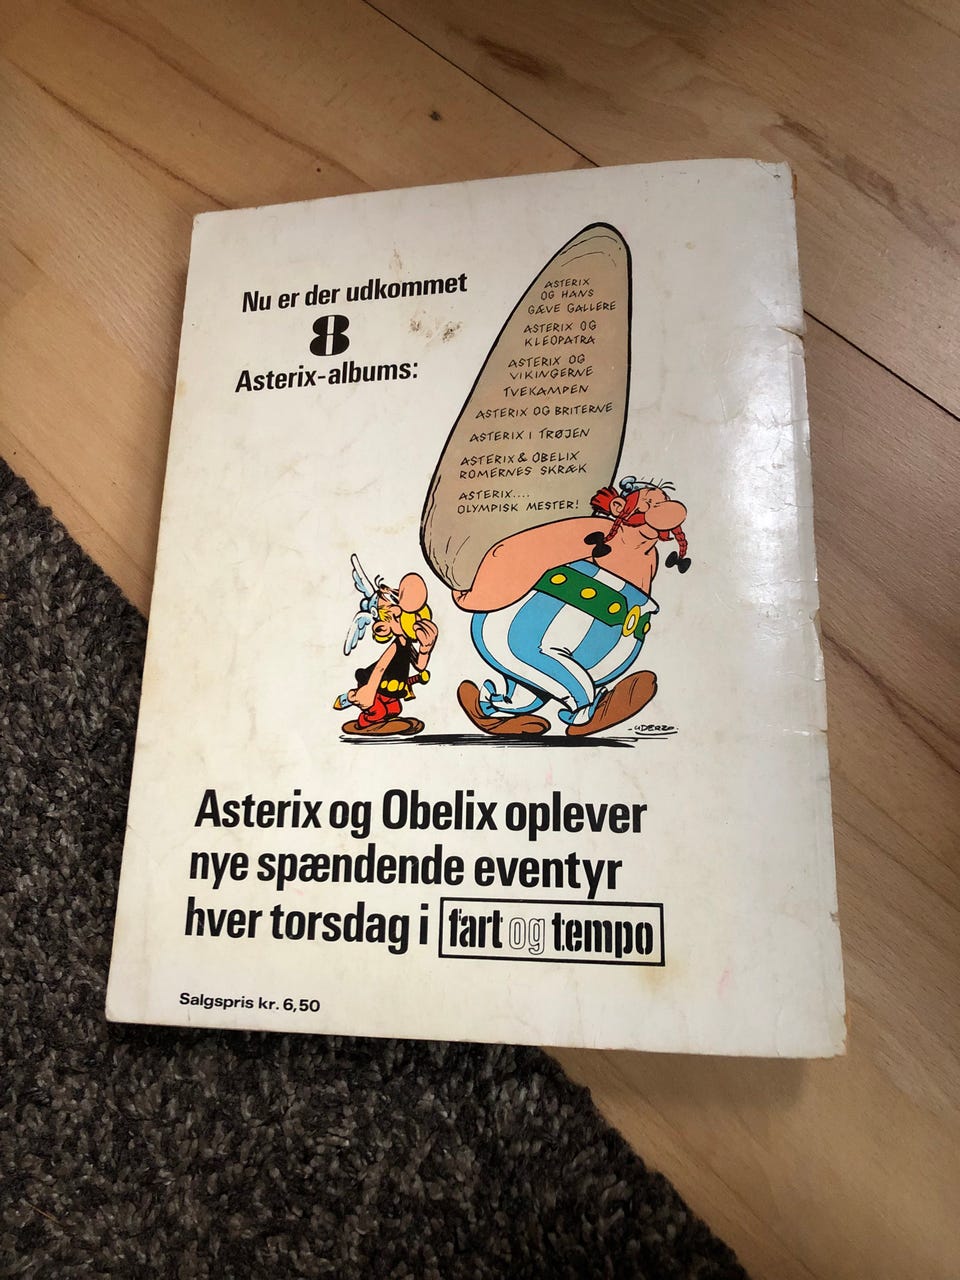 Nu er der udkommet
8
Asterix-albums:
ASTERIX
OG HANS
GÆVE GALLERE
ASTERIX OG
KLEOPATRA
ASTERIX OG
VIKINGERNE
TVEKAMPEN
ASTERIX OG BRITERNE
ASTERIX I TRØJEN
ASTERIX & OBELIX
ROMERNES SKRÆK
ASTERIX....
OLYMPISK MESTER!
-UDERZO-
Asterix og Obelix oplever
nye spændende eventyr
hver torsdag i fart og tempo
Salgspris kr. 6,50